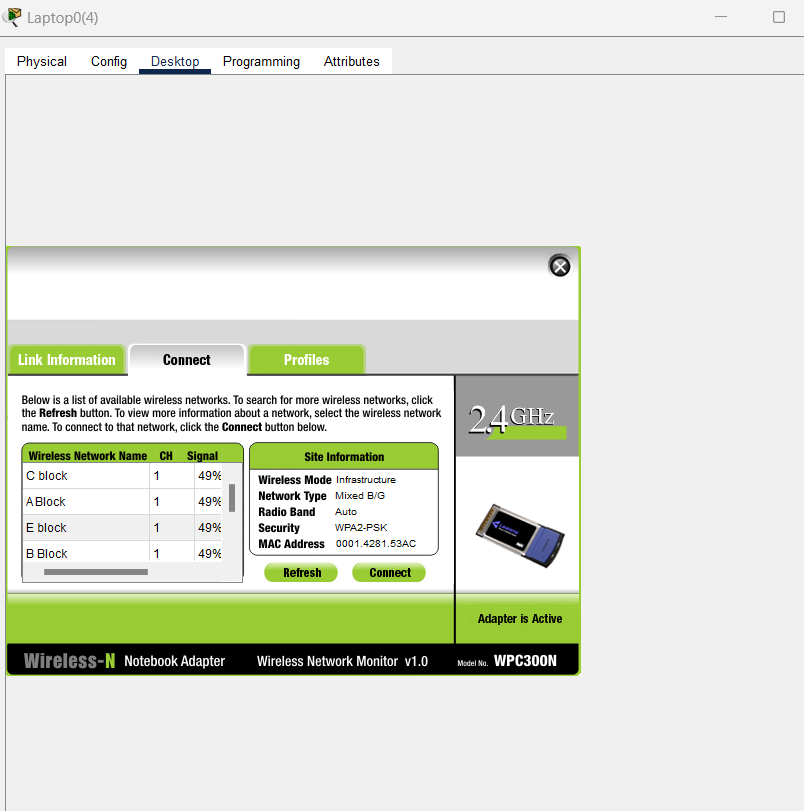 Laptop0(4)
Physical Config Desktop Programming Attributes
Link Information Connect Profiles
Below is a list of available wireless networks. To search for more wireless networks, click
the Refresh button. To view more information about a network, select the wireless network
name. To connect to that network, click the Connect button below.
2.4GHz
Wireless Network Name CH Signal
C block 1 49%
A Block 1 49%
E block 1 49%
B Block 1 49%
Site Information
Wireless Mode Infrastructure
Network Type Mixed B/G
Radio Band Auto
Security WPA2-PSK
MAC Address 0001.4281.53AC
Refresh Connect
Adapter is Active
Wireless-N Notebook Adapter Wireless Network Monitor v1.0 Model No. WPC300N